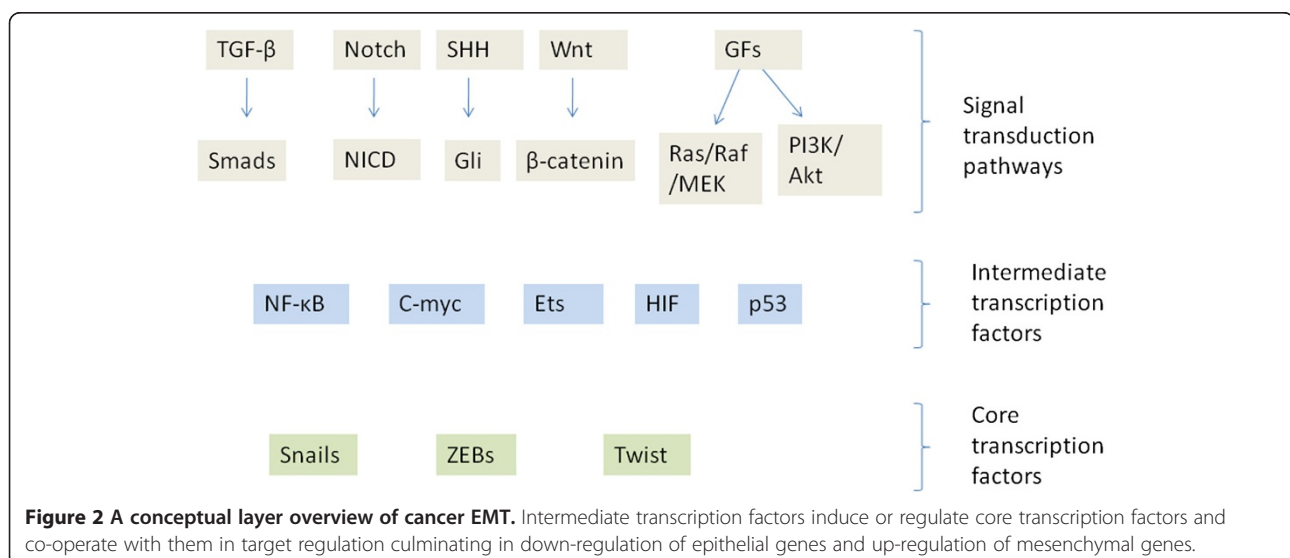 TGF-β Notch SHH Wnt GFs
Smads NICD Gli β-catenin Ras/Raf /MEK PI3K/ Akt
Signal
transduction
pathways
NF-κB C-myc Ets HIF p53
Intermediate
transcription
factors
Snails ZEBs Twist
Core
transcription
factors
Figure 2 A conceptual layer overview of cancer EMT. Intermediate transcription factors induce or regulate core transcription factors and
co-operate with them in target regulation culminating in down-regulation of epithelial genes and up-regulation of mesenchymal genes.